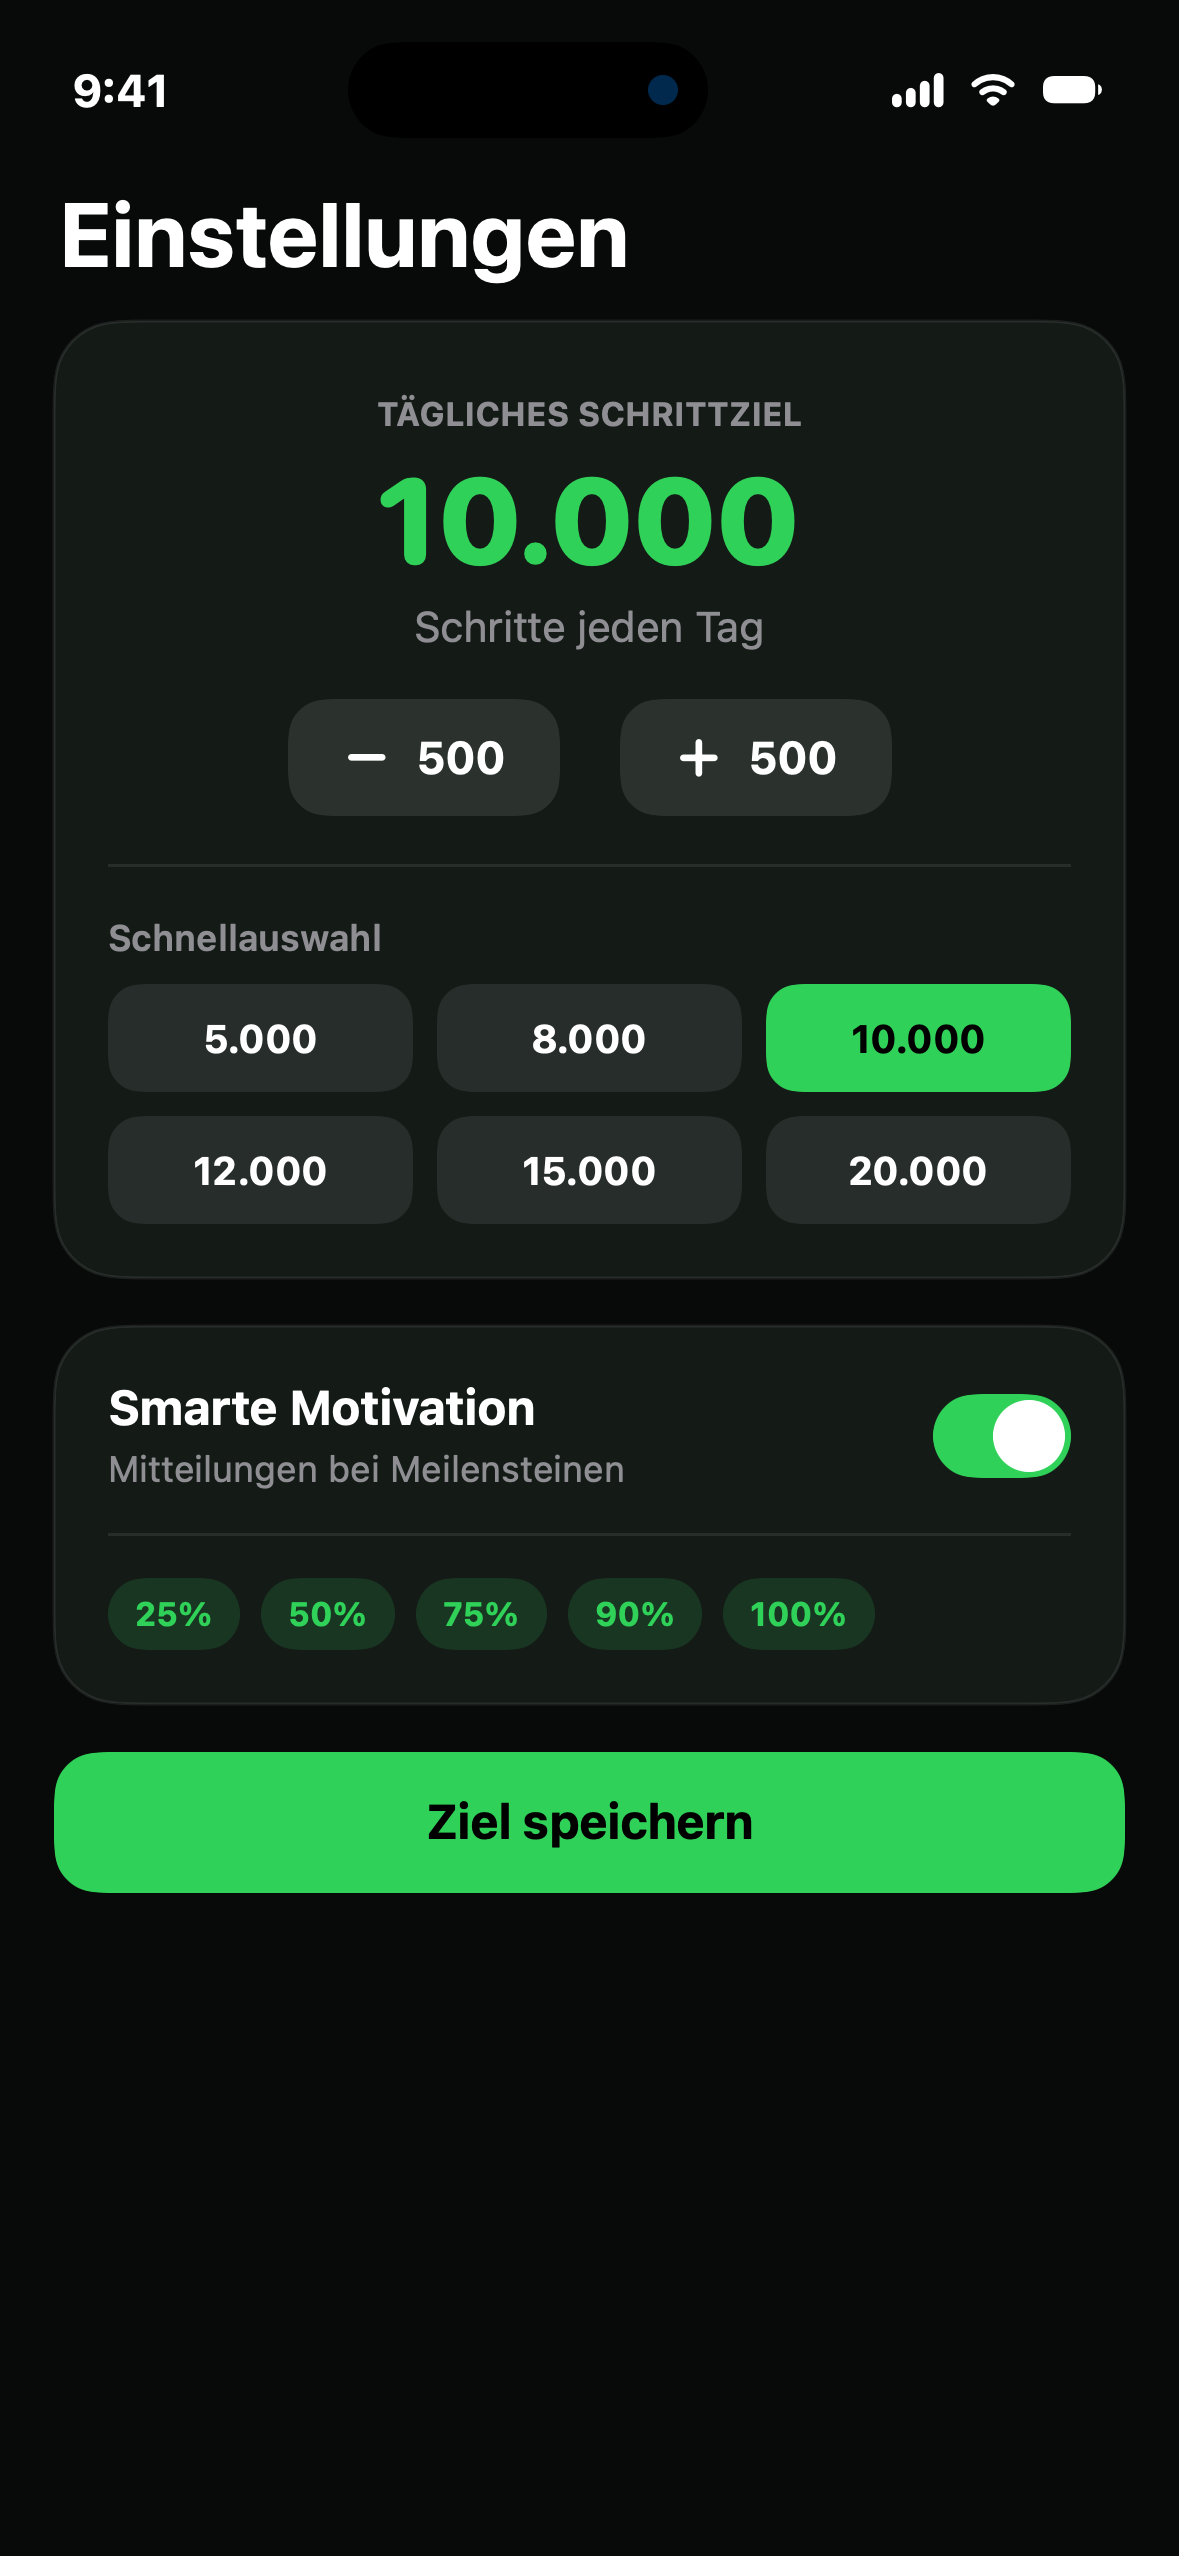 9:41
Einstellungen
TÄGLICHES SCHRITTZIEL
10.000
Schritte jeden Tag
− 500 + 500
Schnellauswahl
5.000 8.000 10.000
12.000 15.000 20.000
Smarte Motivation
Mitteilungen bei Meilensteinen
25% 50% 75% 90% 100%
Ziel speichern